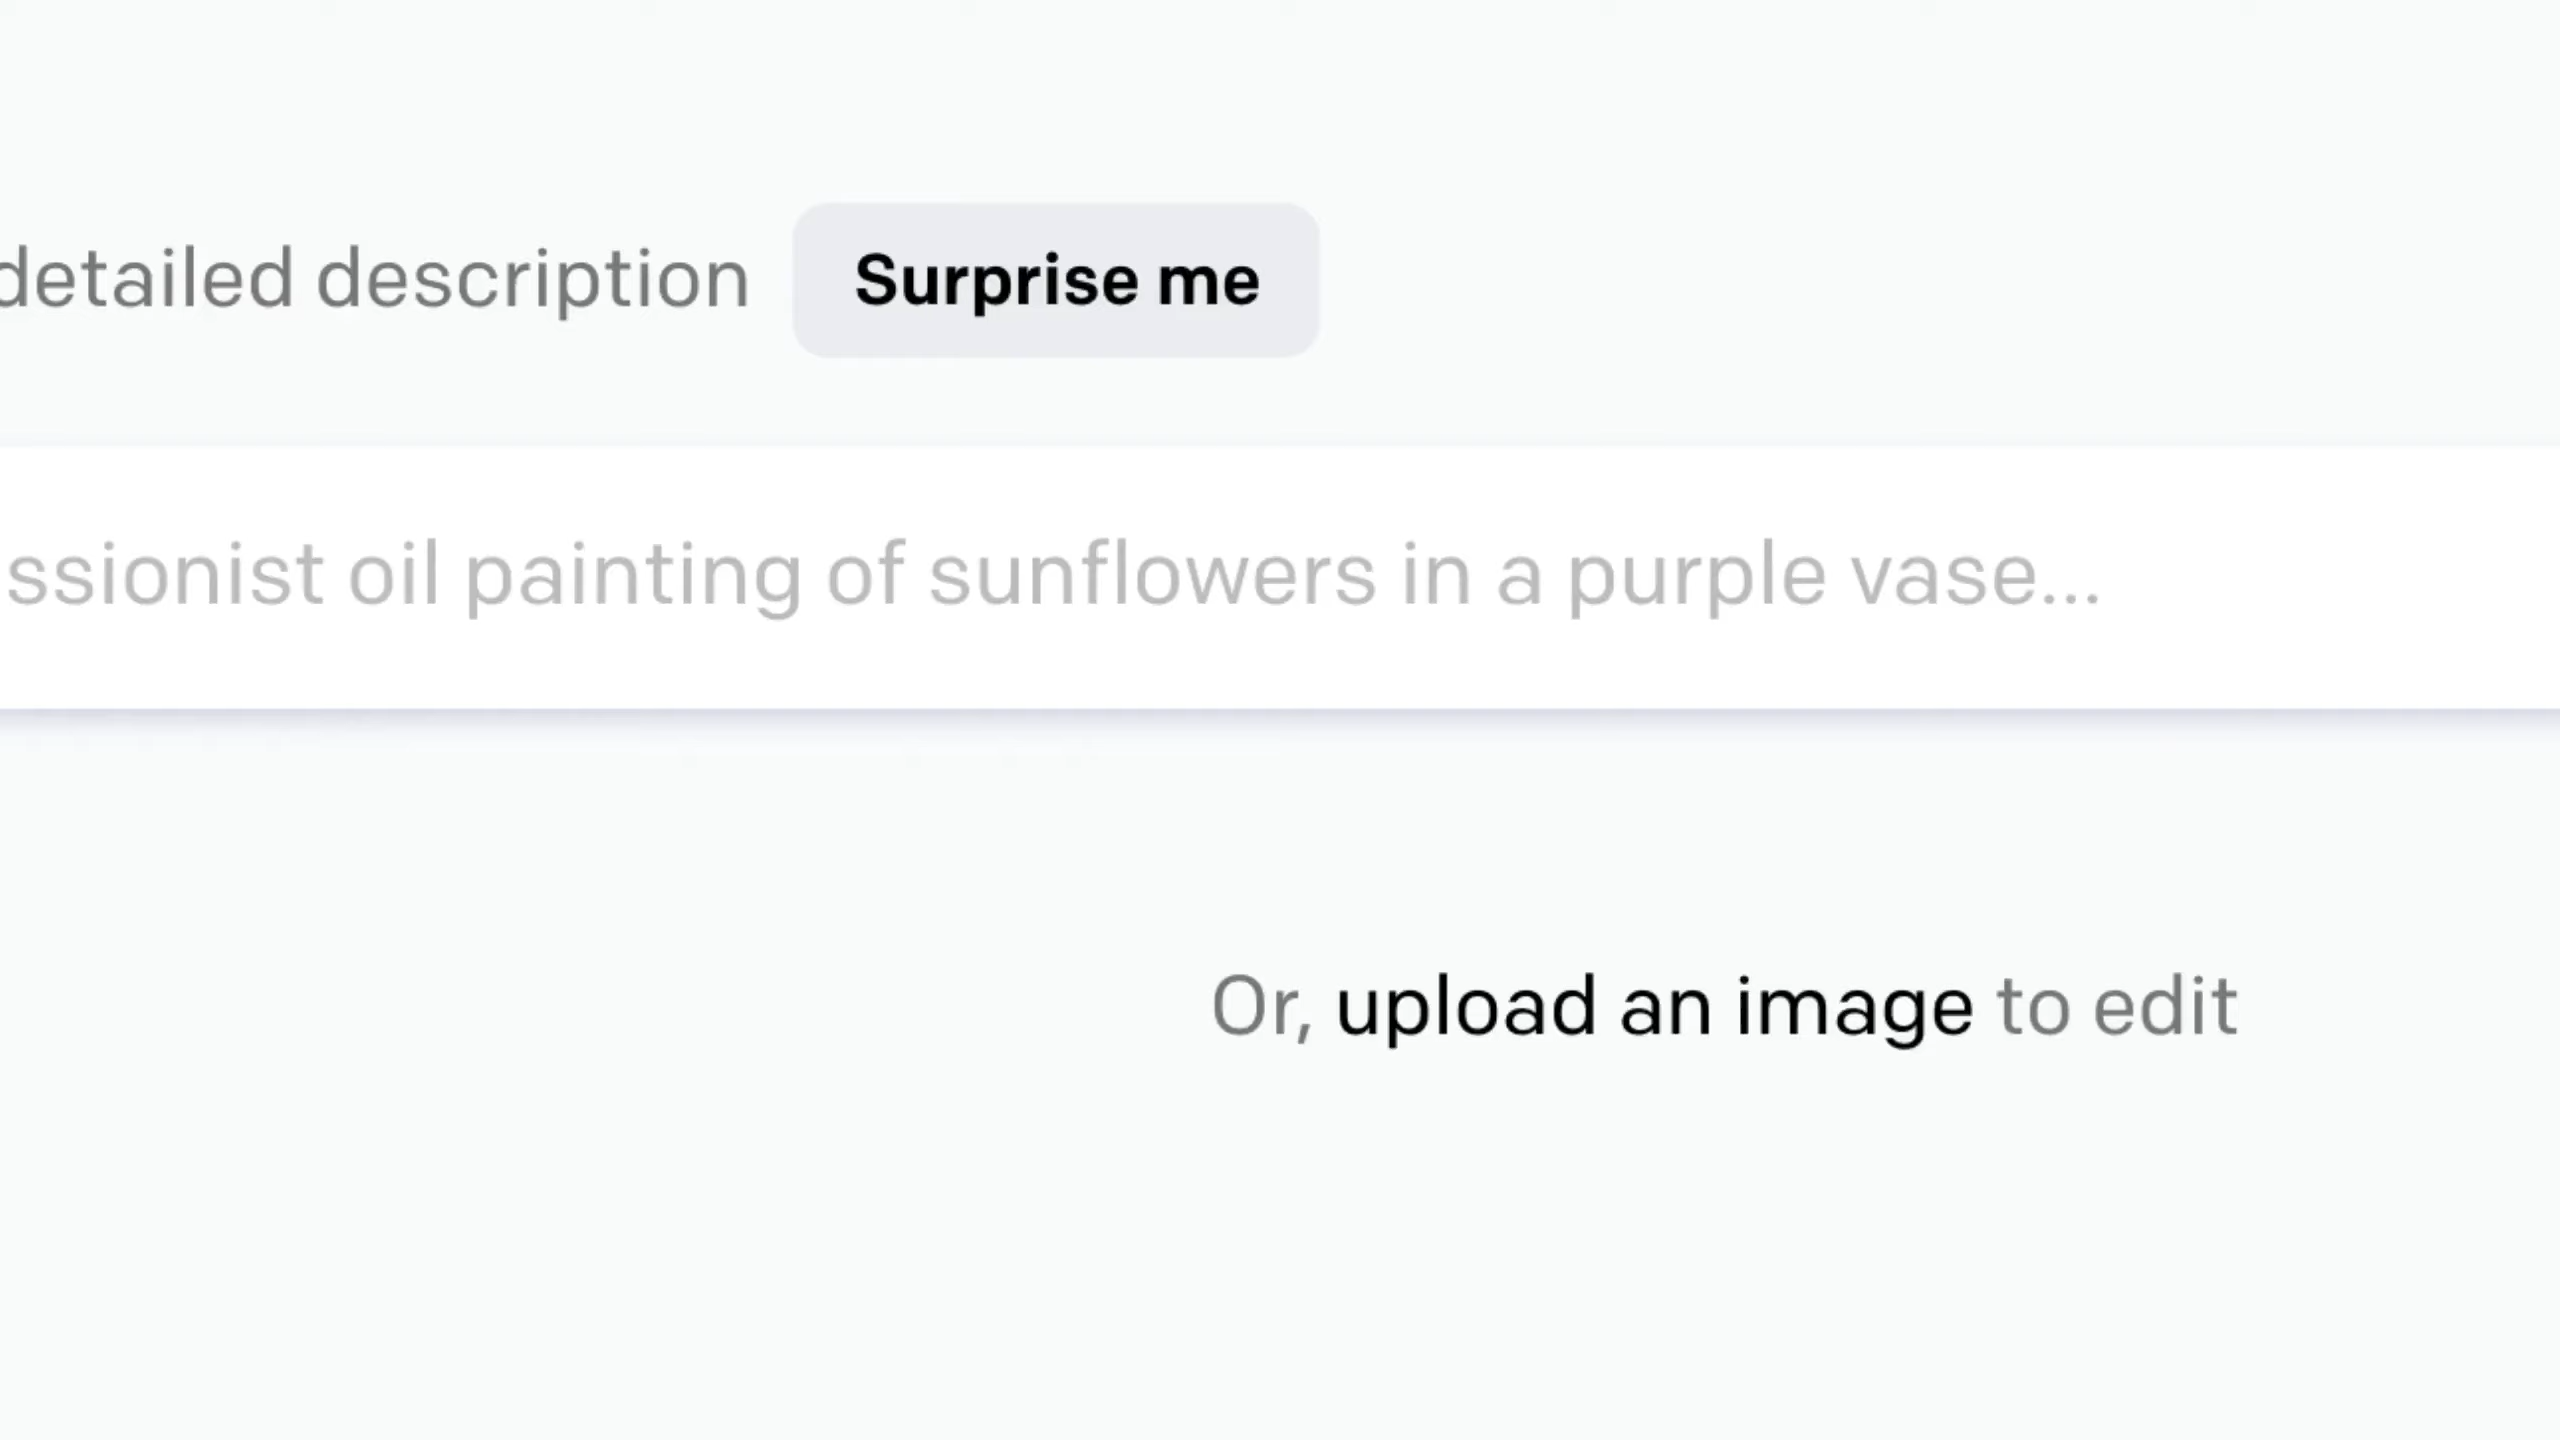 detailed description Surprise me
ssionist oil painting of sunflowers in a purple vase...
Or, upload an image to edit